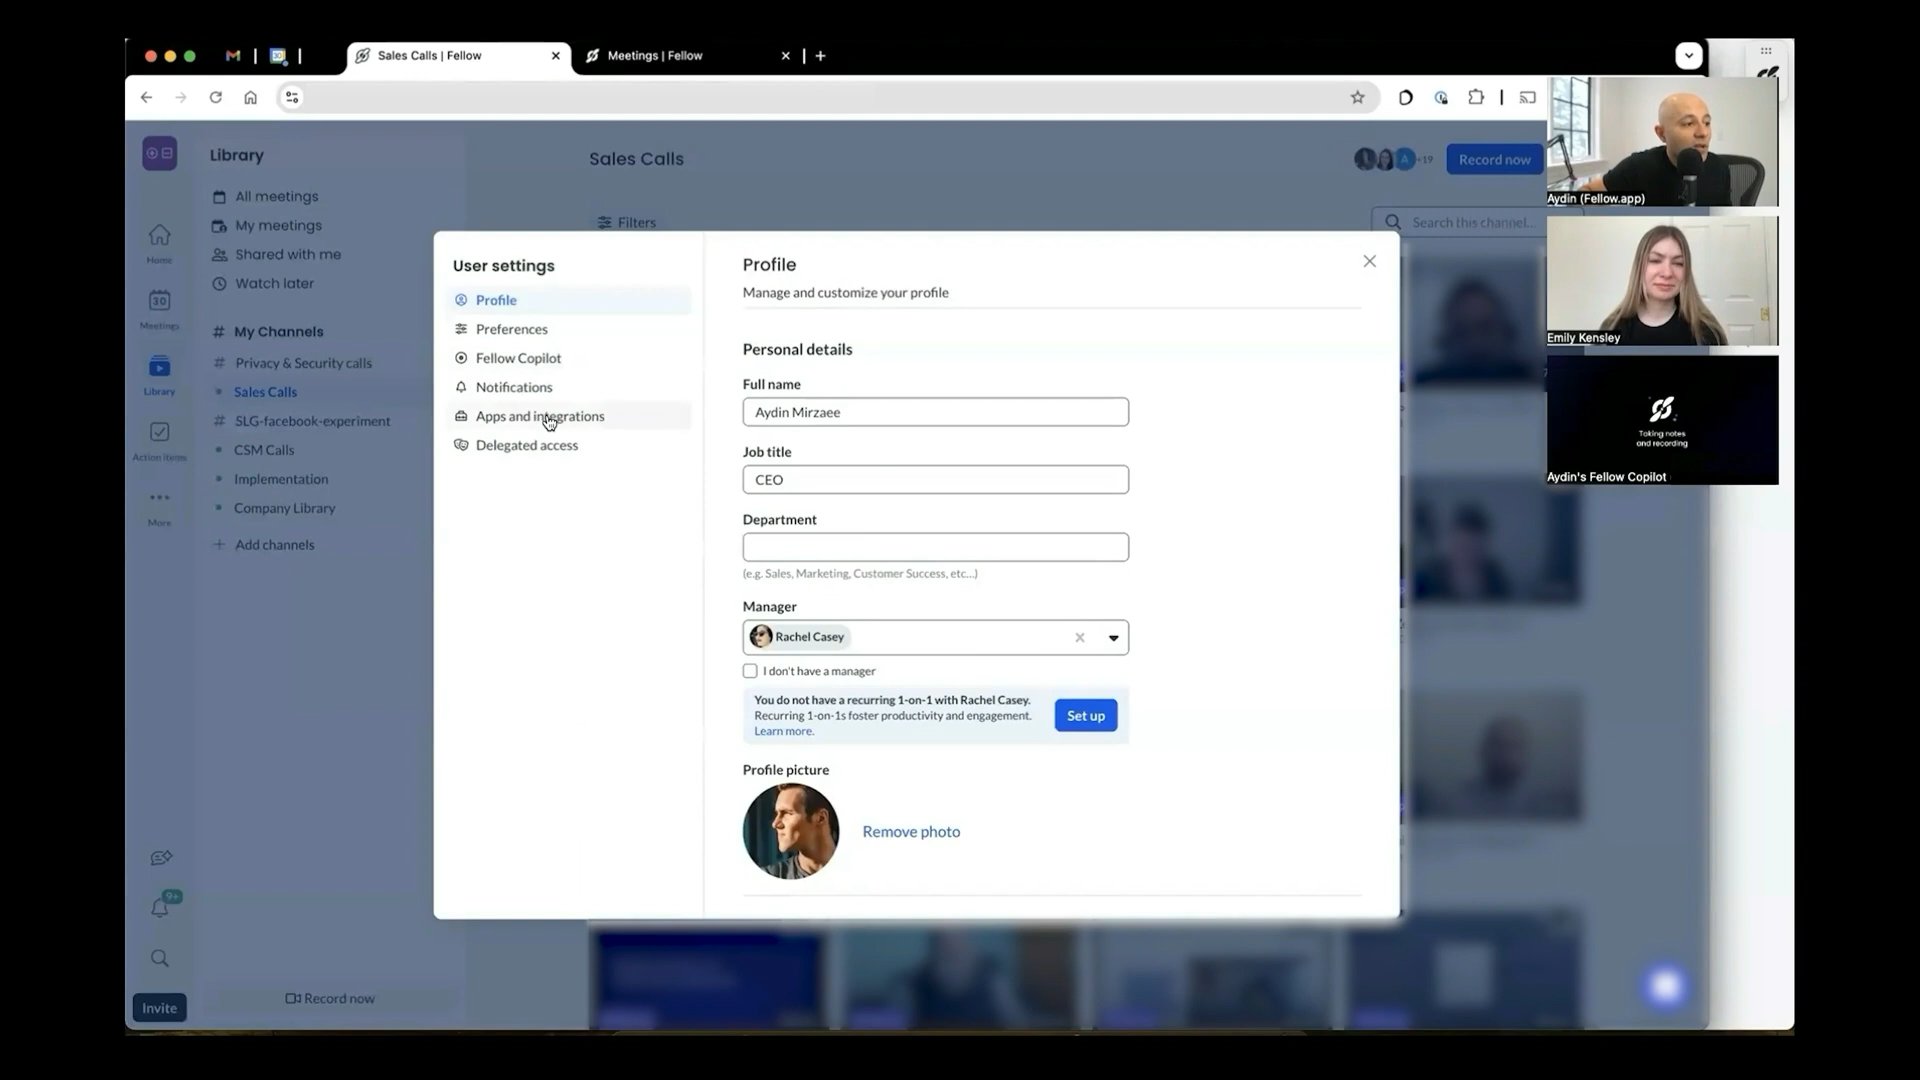 Sales Calls | Fellow
Meetings | Fellow
Library
All meetings
My meetings
Shared with me
Watch later
# My Channels
# Privacy & Security calls
Sales Calls
# SLG-facebook-experiment
CSM Calls
Implementation
Company Library
+ Add channels
Home
30
Meetings
Library
Action items
More
9+
Invite
Record now
Sales Calls
A
+19
Record now
Filters
Search this channel...
User settings
Profile
Preferences
Fellow Copilot
Notifications
Apps and integrations
Delegated access
Profile
Manage and customize your profile
Personal details
Full name
Aydin Mirzaee
Job title
CEO
Department
(e.g. Sales, Marketing, Customer Success, etc...)
Manager
Rachel Casey
I don't have a manager
You do not have a recurring 1-on-1 with Rachel Casey.
Recurring 1-on-1s foster productivity and engagement.
Learn more.
Set up
Profile picture
Remove photo
Aydin (Fellow.app)
Emily Kensley
Taking notes
and recording
Aydin's Fellow Copilot